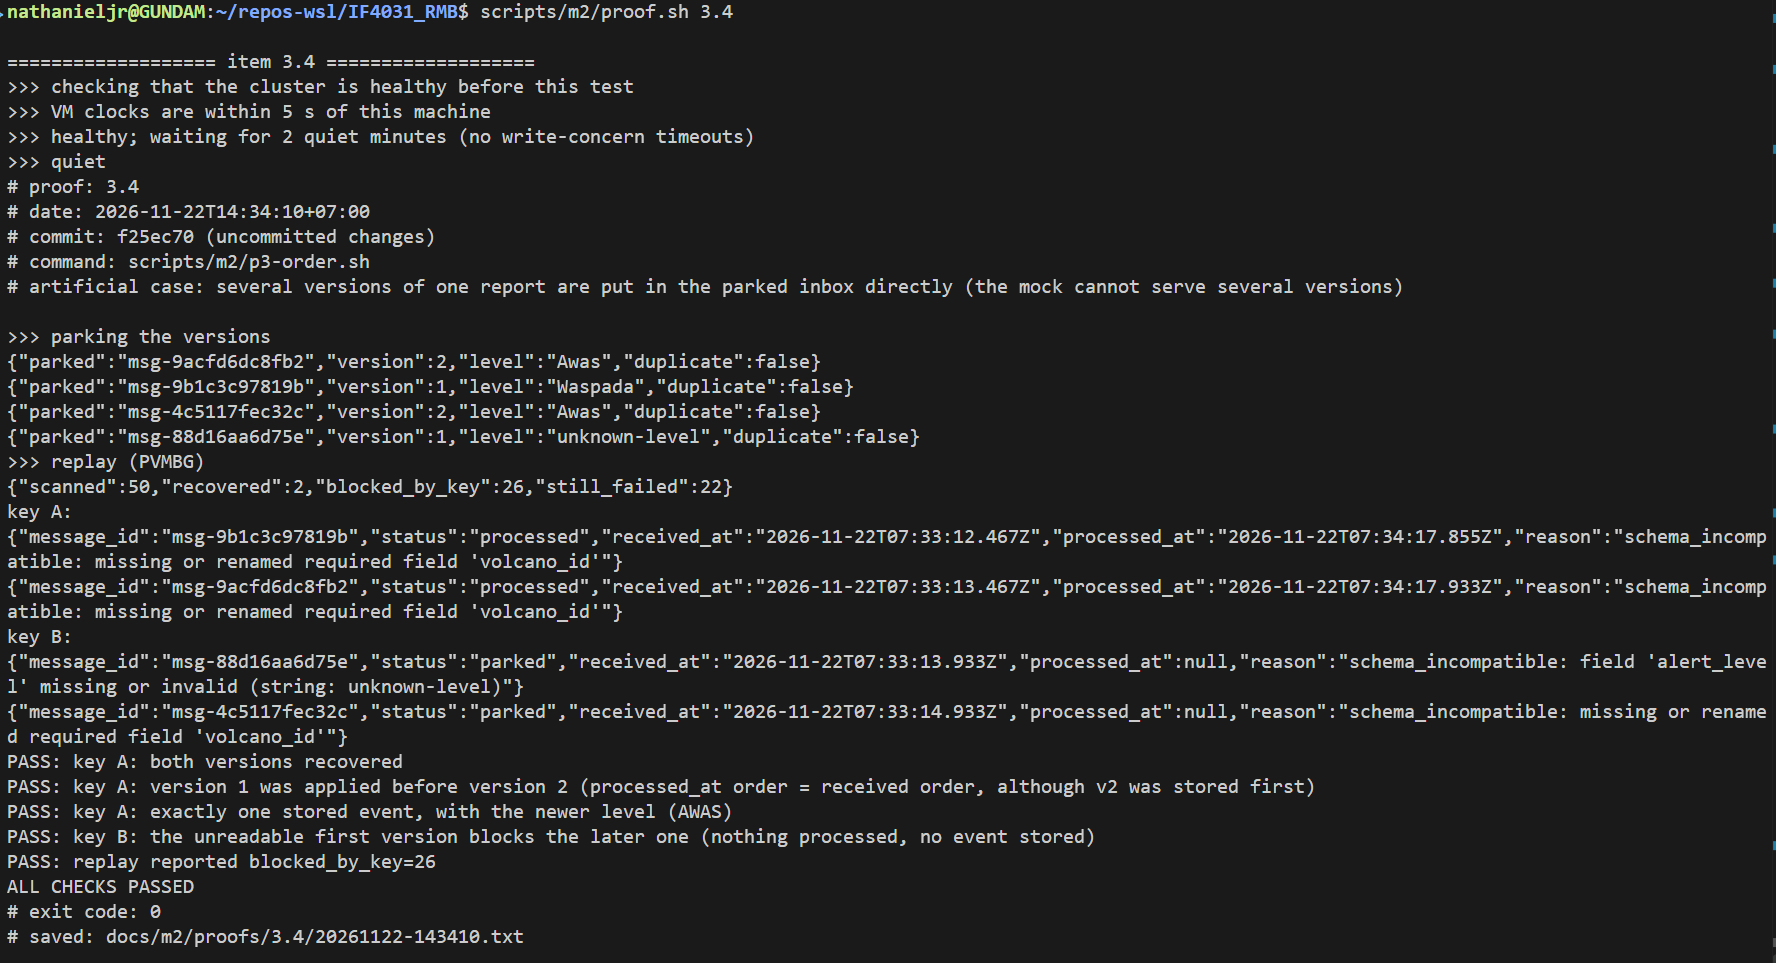 nathanieljr@GUNDAM:~/repos-wsl/IF4031_RMB$ scripts/m2/proof.sh 3.4
=================== item 3.4 ===================
>>> checking that the cluster is healthy before this test
>>> VM clocks are within 5 s of this machine
>>> healthy; waiting for 2 quiet minutes (no write-concern timeouts)
>>> quiet
# proof: 3.4
# date: 2026-11-22T14:34:10+07:00
# commit: f25ec70 (uncommitted changes)
# command: scripts/m2/p3-order.sh
# artificial case: several versions of one report are put in the parked inbox directly (the mock cannot serve several versions)
>>> parking the versions
{"parked":"msg-9acfd6dc8fb2","version":2,"level":"Awas","duplicate":false}
{"parked":"msg-9b1c3c97819b","version":1,"level":"Waspada","duplicate":false}
{"parked":"msg-4c5117fec32c","version":2,"level":"Awas","duplicate":false}
{"parked":"msg-88d16aa6d75e","version":1,"level":"unknown-level","duplicate":false}
>>> replay (PVMBG)
{"scanned":50,"recovered":2,"blocked_by_key":26,"still_failed":22}
key A:
{"message_id":"msg-9b1c3c97819b","status":"processed","received_at":"2026-11-22T07:33:12.467Z","processed_at":"2026-11-22T07:34:17.855Z","reason":"schema_incomp
atible: missing or renamed required field 'volcano_id'"}
{"message_id":"msg-9acfd6dc8fb2","status":"processed","received_at":"2026-11-22T07:33:13.467Z","processed_at":"2026-11-22T07:34:17.933Z","reason":"schema_incomp
atible: missing or renamed required field 'volcano_id'"}
key B:
{"message_id":"msg-88d16aa6d75e","status":"parked","received_at":"2026-11-22T07:33:13.933Z","processed_at":null,"reason":"schema_incompatible: field 'alert_leve
l' missing or invalid (string: unknown-level)"}
{"message_id":"msg-4c5117fec32c","status":"parked","received_at":"2026-11-22T07:33:14.933Z","processed_at":null,"reason":"schema_incompatible: missing or rename
d required field 'volcano_id'"}
PASS: key A: both versions recovered
PASS: key A: version 1 was applied before version 2 (processed_at order = received order, although v2 was stored first)
PASS: key A: exactly one stored event, with the newer level (AWAS)
PASS: key B: the unreadable first version blocks the later one (nothing processed, no event stored)
PASS: replay reported blocked_by_key=26
ALL CHECKS PASSED
# exit code: 0
# saved: docs/m2/proofs/3.4/20261122-143410.txt